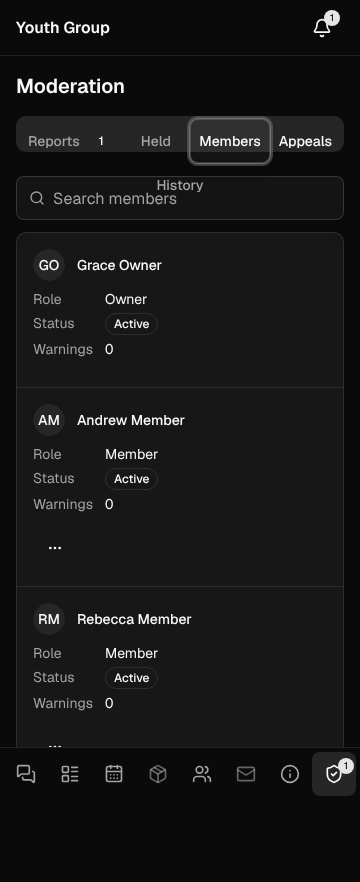 Youth Group
1
Moderation
Reports 1 Held Members Appeals
History
Search members
GO Grace Owner
Role Owner
Status Active
Warnings 0
AM Andrew Member
Role Member
Status Active
Warnings 0
...
RM Rebecca Member
Role Member
Status Active
Warnings 0
...
1